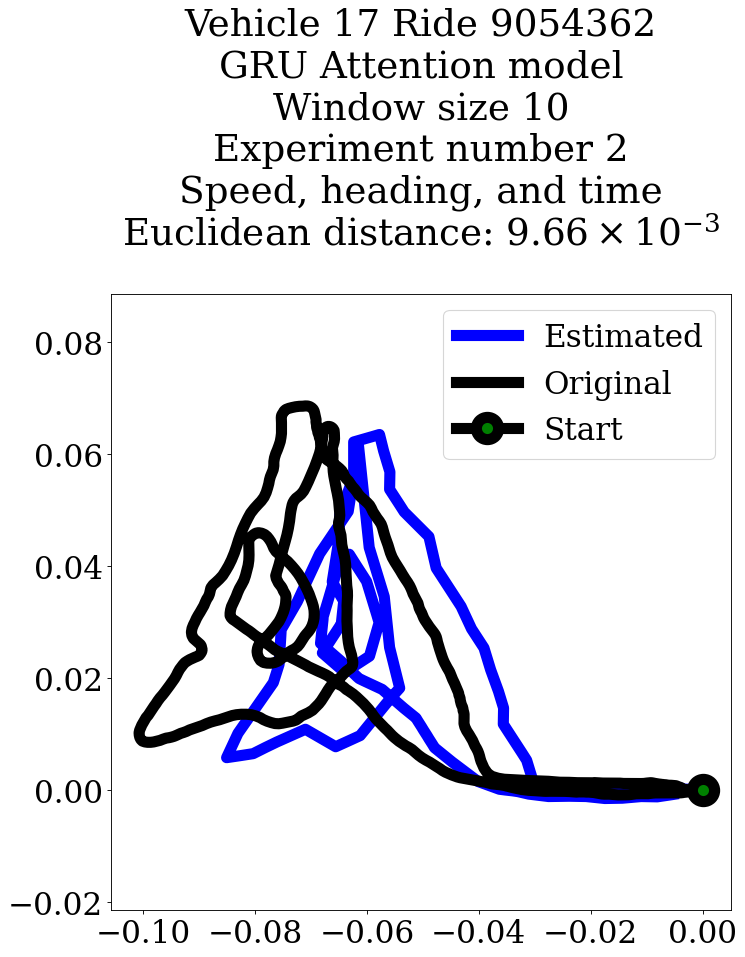 Vehicle 17 Ride 9054362
GRU Attention model
Window size 10
Experiment number 2
Speed, heading, and time
Euclidean distance: 9.66 × 10⁻³
Estimated
Original
Start
0.08
0.06
0.04
0.02
0.00
−0.02
−0.10 −0.08 −0.06 −0.04 −0.02 0.00